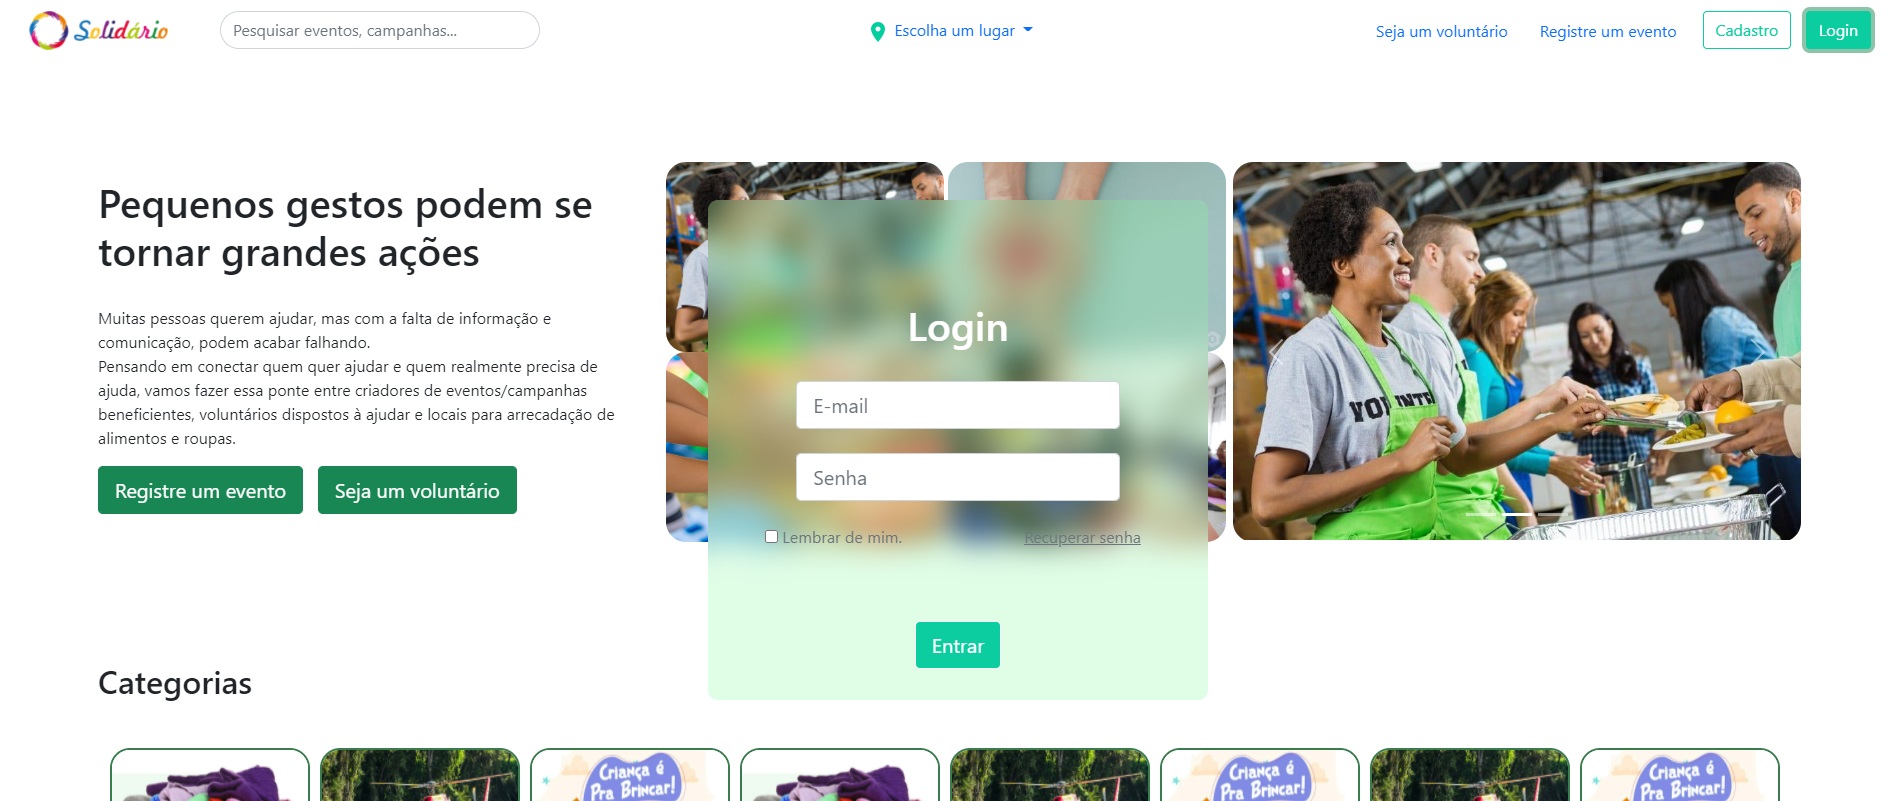 Solidário
Pesquisar eventos, campanhas...
Escolha um lugar
Seja um voluntário
Registre um evento
Cadastro
Login
Pequenos gestos podem se
tornar grandes ações
Muitas pessoas querem ajudar, mas com a falta de informação e
comunicação, podem acabar falhando.
Pensando em conectar quem quer ajudar e quem realmente precisa de
ajuda, vamos fazer essa ponte entre criadores de eventos/campanhas
beneficientes, voluntários dispostos à ajudar e locais para arrecadação de
alimentos e roupas.
Registre um evento
Seja um voluntário
Login
E-mail
Senha
Lembrar de mim.
Recuperar senha
Entrar
Categorias
Criança é
Pra Brincar!
Criança é
Pra Brincar!
Criança é
Pra Brincar!